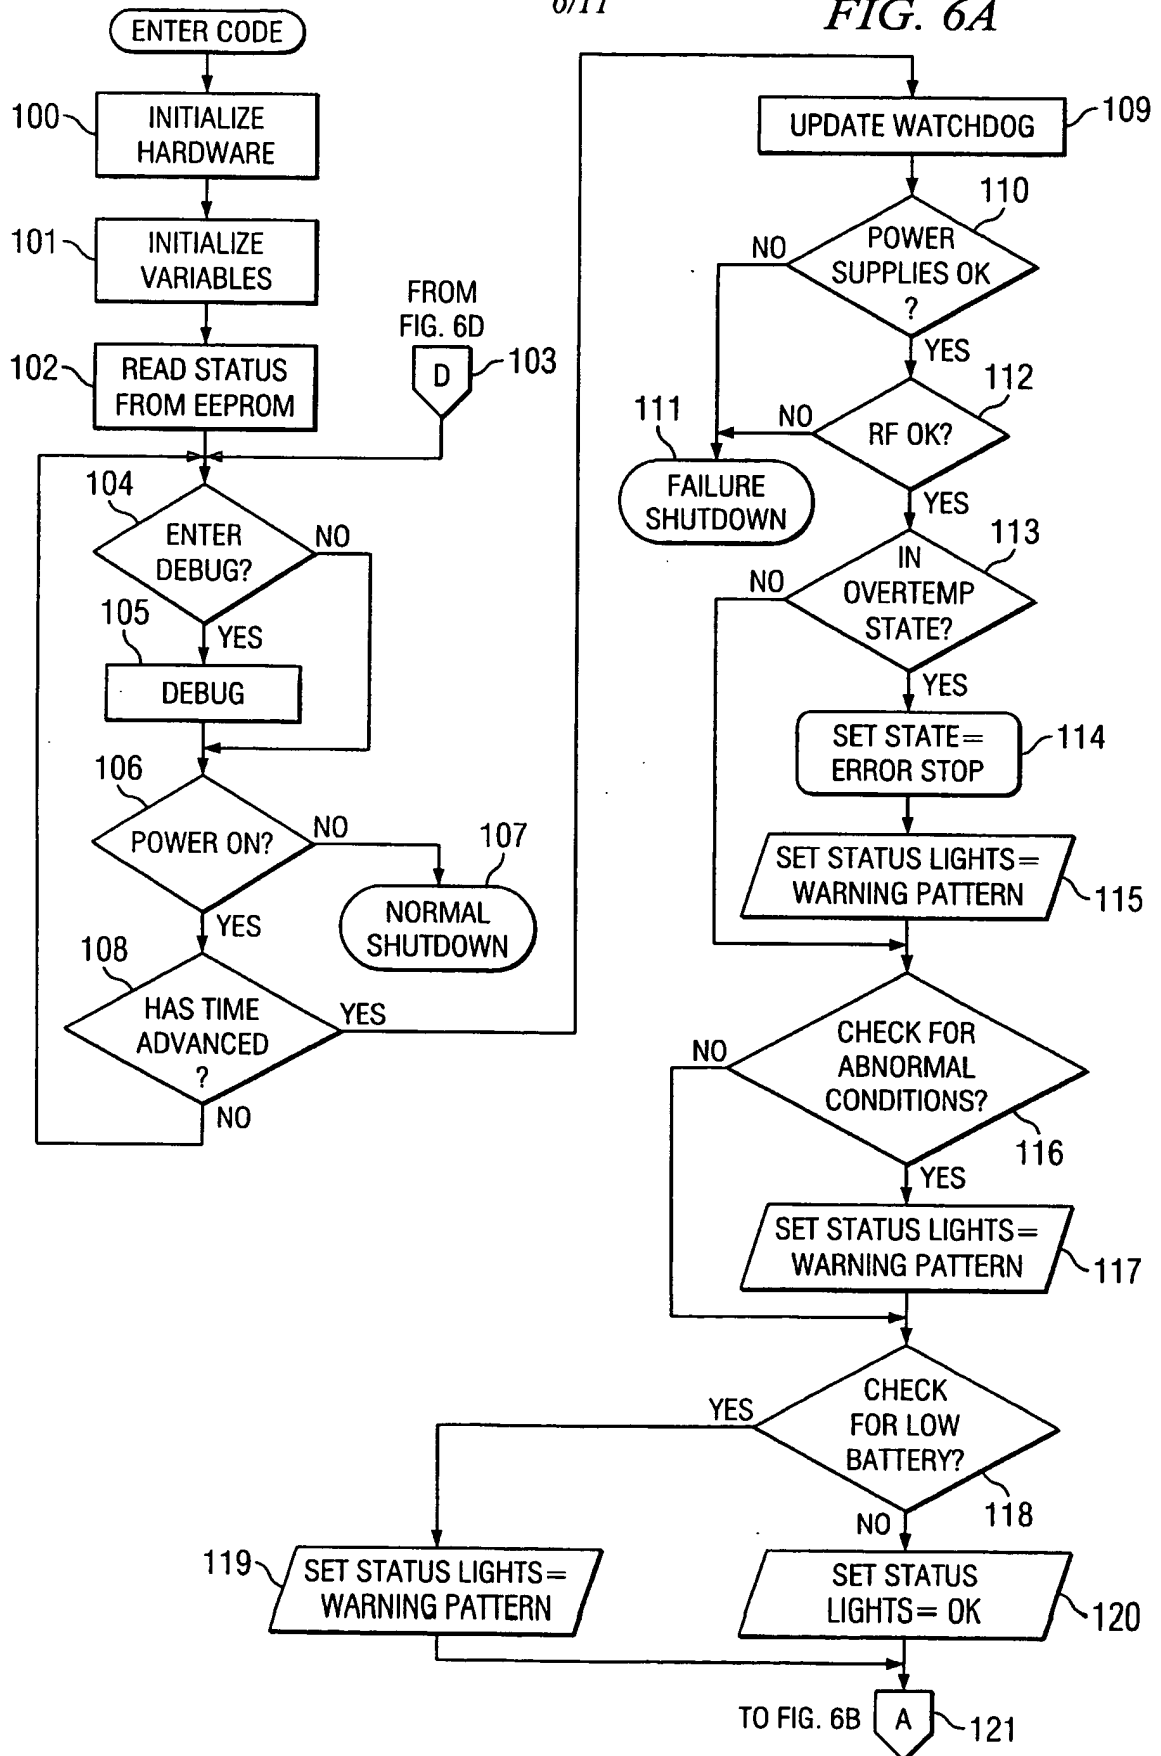 6/11
FIG. 6A
ENTER CODE
100
INITIALIZE
HARDWARE
101
INITIALIZE
VARIABLES
102
READ STATUS
FROM EEPROM
FROM
FIG. 6D
D
103
104
ENTER
DEBUG?
NO
YES
105
DEBUG
106
POWER ON?
NO
107
NORMAL
SHUTDOWN
YES
108
HAS TIME
ADVANCED
?
YES
NO
UPDATE WATCHDOG
109
110
POWER
SUPPLIES OK
?
NO
YES
111
FAILURE
SHUTDOWN
112
RF OK?
NO
YES
113
IN
OVERTEMP
STATE?
NO
YES
SET STATE=
ERROR STOP
114
SET STATUS LIGHTS=
WARNING PATTERN
115
CHECK FOR
ABNORMAL
CONDITIONS?
NO
116
YES
SET STATUS LIGHTS=
WARNING PATTERN
117
CHECK
FOR LOW
BATTERY?
YES
118
NO
119
SET STATUS LIGHTS=
WARNING PATTERN
SET STATUS
LIGHTS= OK
120
TO FIG. 6B
A
121